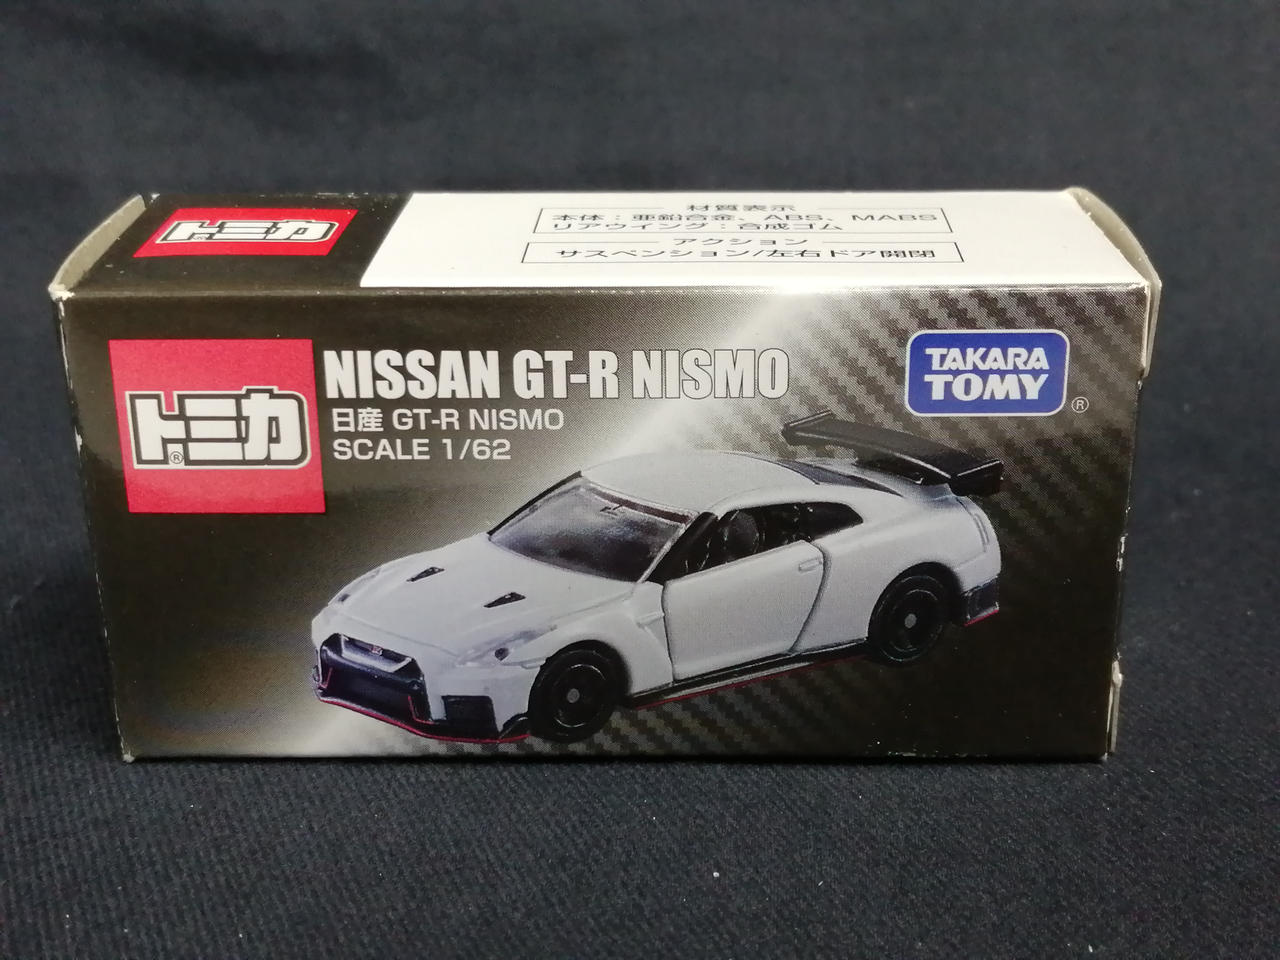 トミカ®
材質表示
本体：亜鉛合金、ABS、MABS
リアウイング：合成ゴム
アクション
サスペンション/左右ドア開閉
トミカ®
NISSAN GT-R NISMO
日産 GT-R NISMO
SCALE 1/62
TAKARA
TOMY®